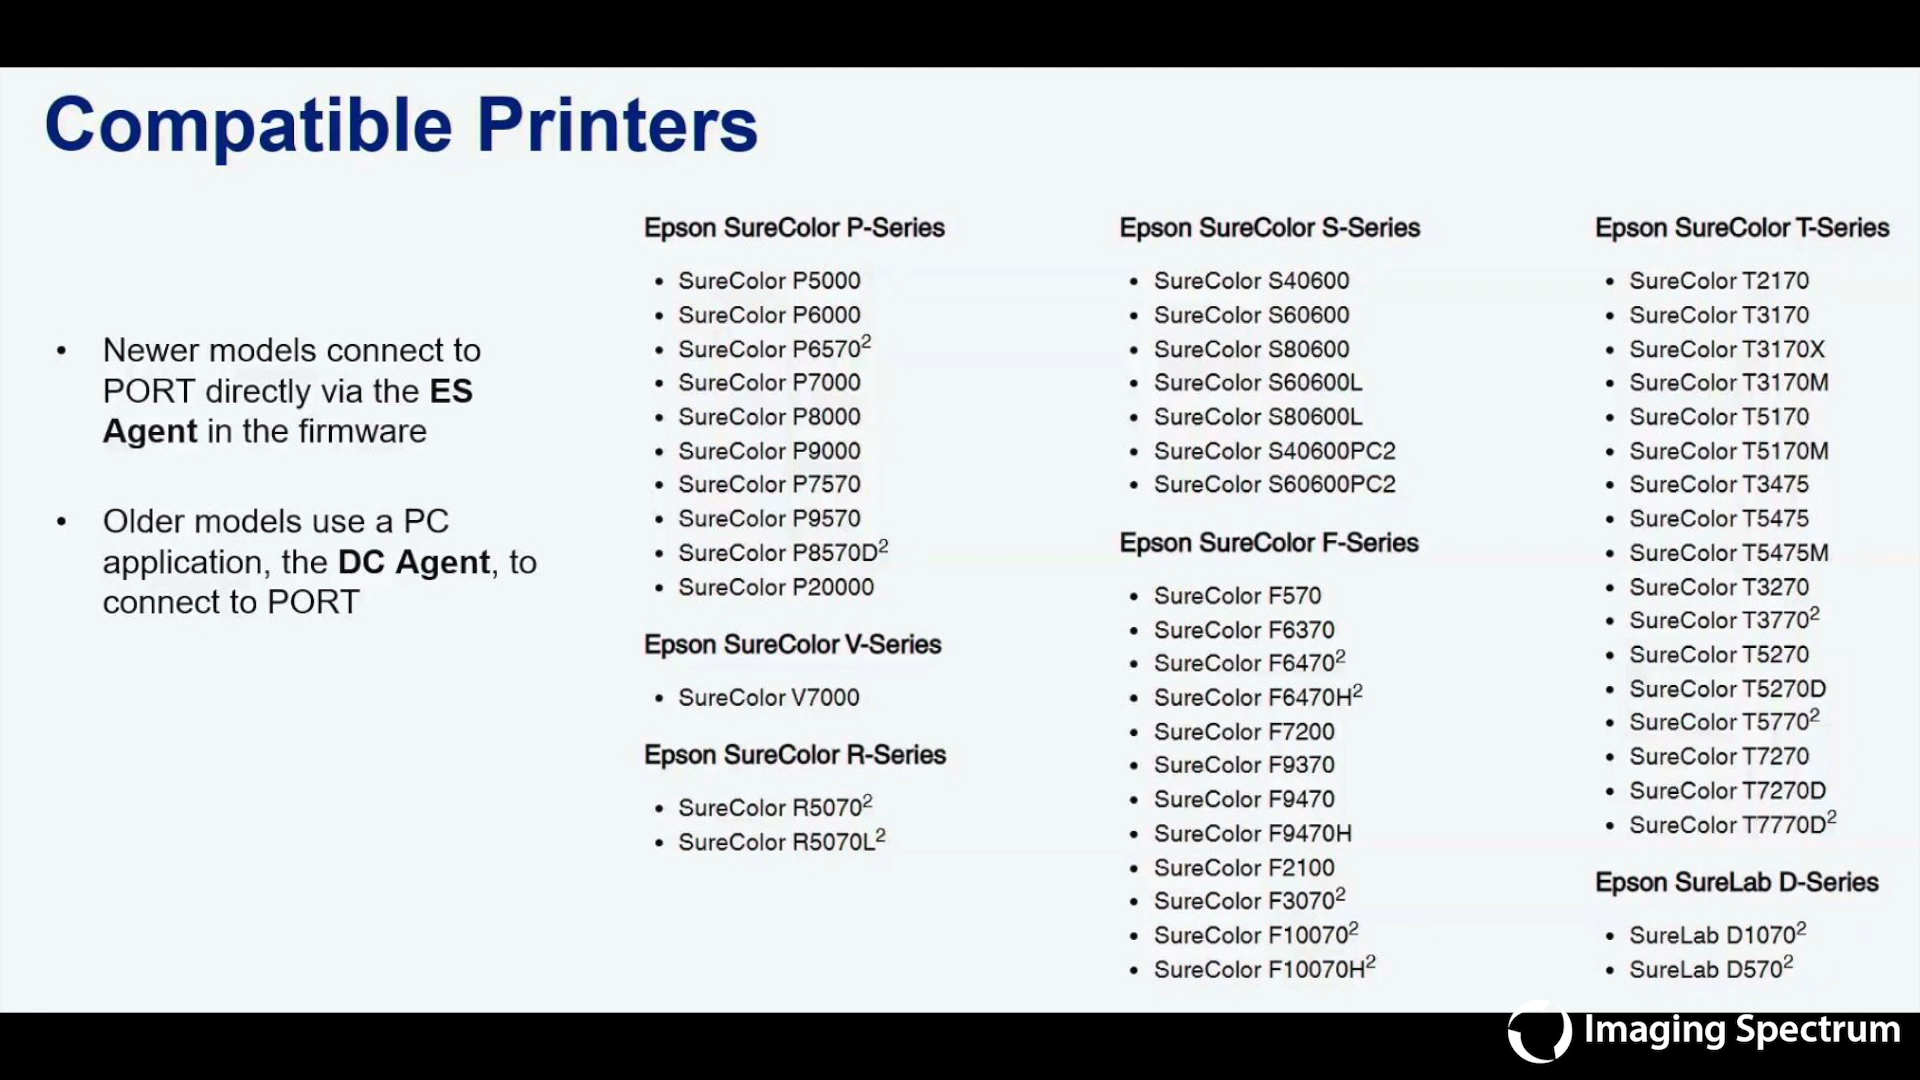 Compatible Printers
• Newer models connect to
PORT directly via the ES
Agent in the firmware
• Older models use a PC
application, the DC Agent, to
connect to PORT
Epson SureColor P-Series
• SureColor P5000
• SureColor P6000
• SureColor P6570²
• SureColor P7000
• SureColor P8000
• SureColor P9000
• SureColor P7570
• SureColor P9570
• SureColor P8570D²
• SureColor P20000
Epson SureColor V-Series
• SureColor V7000
Epson SureColor R-Series
• SureColor R5070²
• SureColor R5070L²
Epson SureColor S-Series
• SureColor S40600
• SureColor S60600
• SureColor S80600
• SureColor S60600L
• SureColor S80600L
• SureColor S40600PC2
• SureColor S60600PC2
Epson SureColor F-Series
• SureColor F570
• SureColor F6370
• SureColor F6470²
• SureColor F6470H²
• SureColor F7200
• SureColor F9370
• SureColor F9470
• SureColor F9470H
• SureColor F2100
• SureColor F3070²
• SureColor F10070²
• SureColor F10070H²
Epson SureColor T-Series
• SureColor T2170
• SureColor T3170
• SureColor T3170X
• SureColor T3170M
• SureColor T5170
• SureColor T5170M
• SureColor T3475
• SureColor T5475
• SureColor T5475M
• SureColor T3270
• SureColor T3770²
• SureColor T5270
• SureColor T5270D
• SureColor T5770²
• SureColor T7270
• SureColor T7270D
• SureColor T7770D²
Epson SureLab D-Series
• SureLab D1070²
• SureLab D570²
Imaging Spectrum